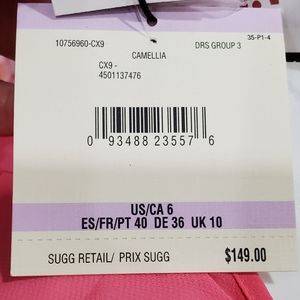 35-P1-4
10756960-CX9 DRS GROUP 3
CAMELLIA
CX9 -
4501137476
0 93488 23557 6
US/CA 6
ES/FR/PT 40 DE 36 UK 10
SUGG RETAIL/ PRIX SUGG $149.00